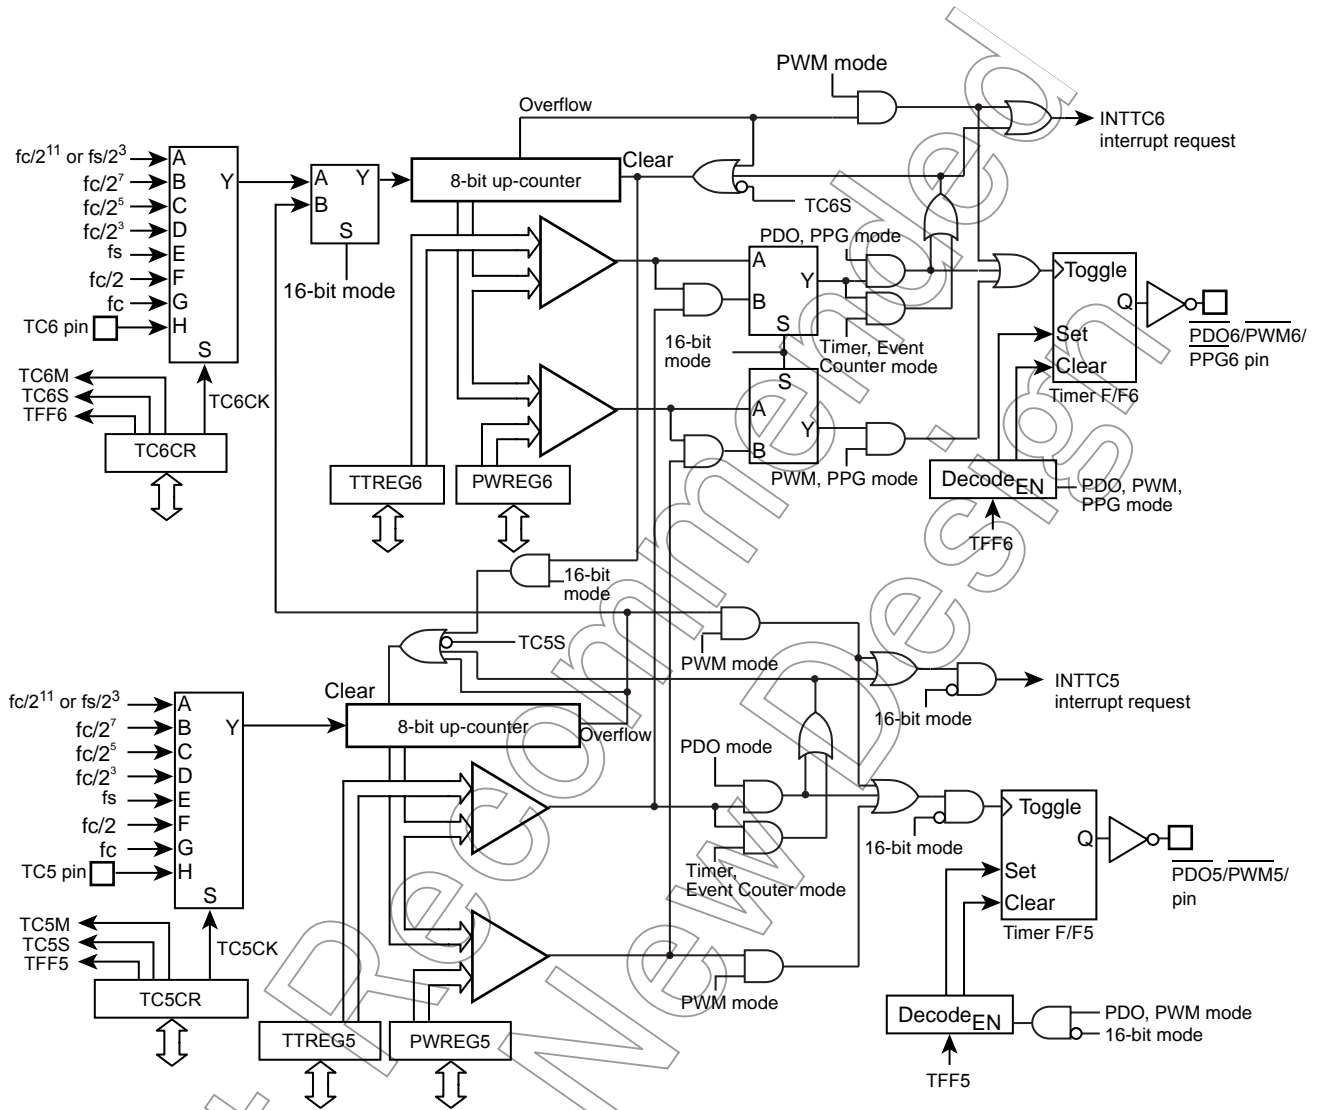 PWM mode
Overflow
INTTC6
interrupt request
fc/2¹¹ or fs/2³
fc/2⁷
fc/2⁵
fc/2³
fs
fc/2
fc
TC6 pin
A
B
C
D
E
F
G
H
Y
S
A
B
Y
S
16-bit mode
8-bit up-counter
Clear
TC6S
PDO, PPG mode
A
B
Y
S
16-bit
mode
Timer, Event
Counter mode
S
A
B
Y
PWM, PPG mode
Toggle
Q
Set
Clear
Timer F/F6
PDO6/PWM6/
PPG6 pin
TC6M
TC6S
TFF6
TC6CK
TC6CR
TTREG6
PWREG6
Decode
EN
PDO, PWM,
PPG mode
TFF6
16-bit
mode
TC5S
PWM mode
INTTC5
interrupt request
16-bit mode
Clear
8-bit up-counter
Overflow
fc/2¹¹ or fs/2³
fc/2⁷
fc/2⁵
fc/2³
fs
fc/2
fc
TC5 pin
A
B
C
D
E
F
G
H
Y
S
PDO mode
Timer,
Event Couter mode
16-bit mode
Toggle
Q
Set
Clear
Timer F/F5
PDO5/PWM5/
pin
TC5M
TC5S
TFF5
TC5CK
TC5CR
TTREG5
PWREG5
PWM mode
Decode
EN
PDO, PWM mode
16-bit mode
TFF5
Recommended
New Design